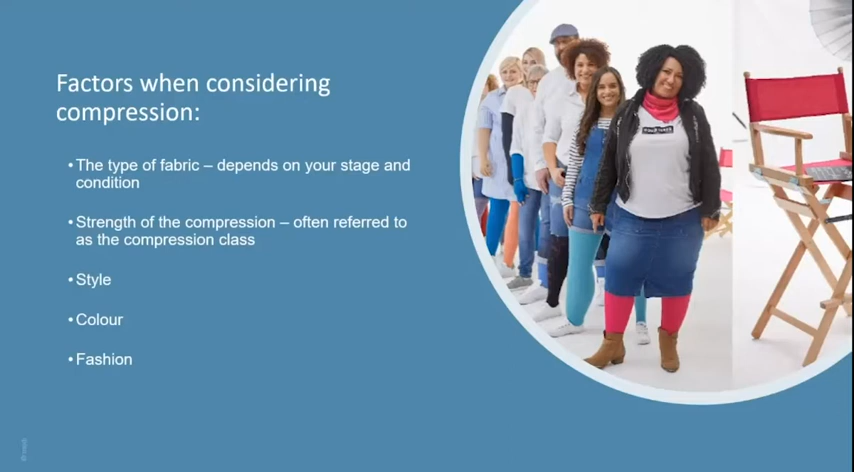 Factors when considering
compression:
• The type of fabric – depends on your stage and
condition
• Strength of the compression – often referred to
as the compression class
• Style
• Colour
• Fashion